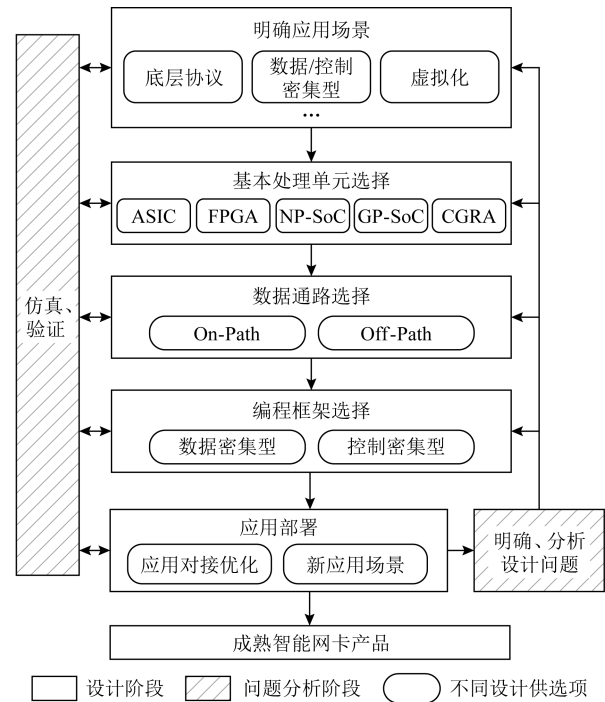 明确应用场景
底层协议
数据/控制
密集型
虚拟化
...
基本处理单元选择
ASIC
FPGA
NP-SoC
GP-SoC
CGRA
数据通路选择
On-Path
Off-Path
仿真、
验证
编程框架选择
数据密集型
控制密集型
应用部署
应用对接优化
新应用场景
明确、分析
设计问题
成熟智能网卡产品
设计阶段
问题分析阶段
不同设计供选项